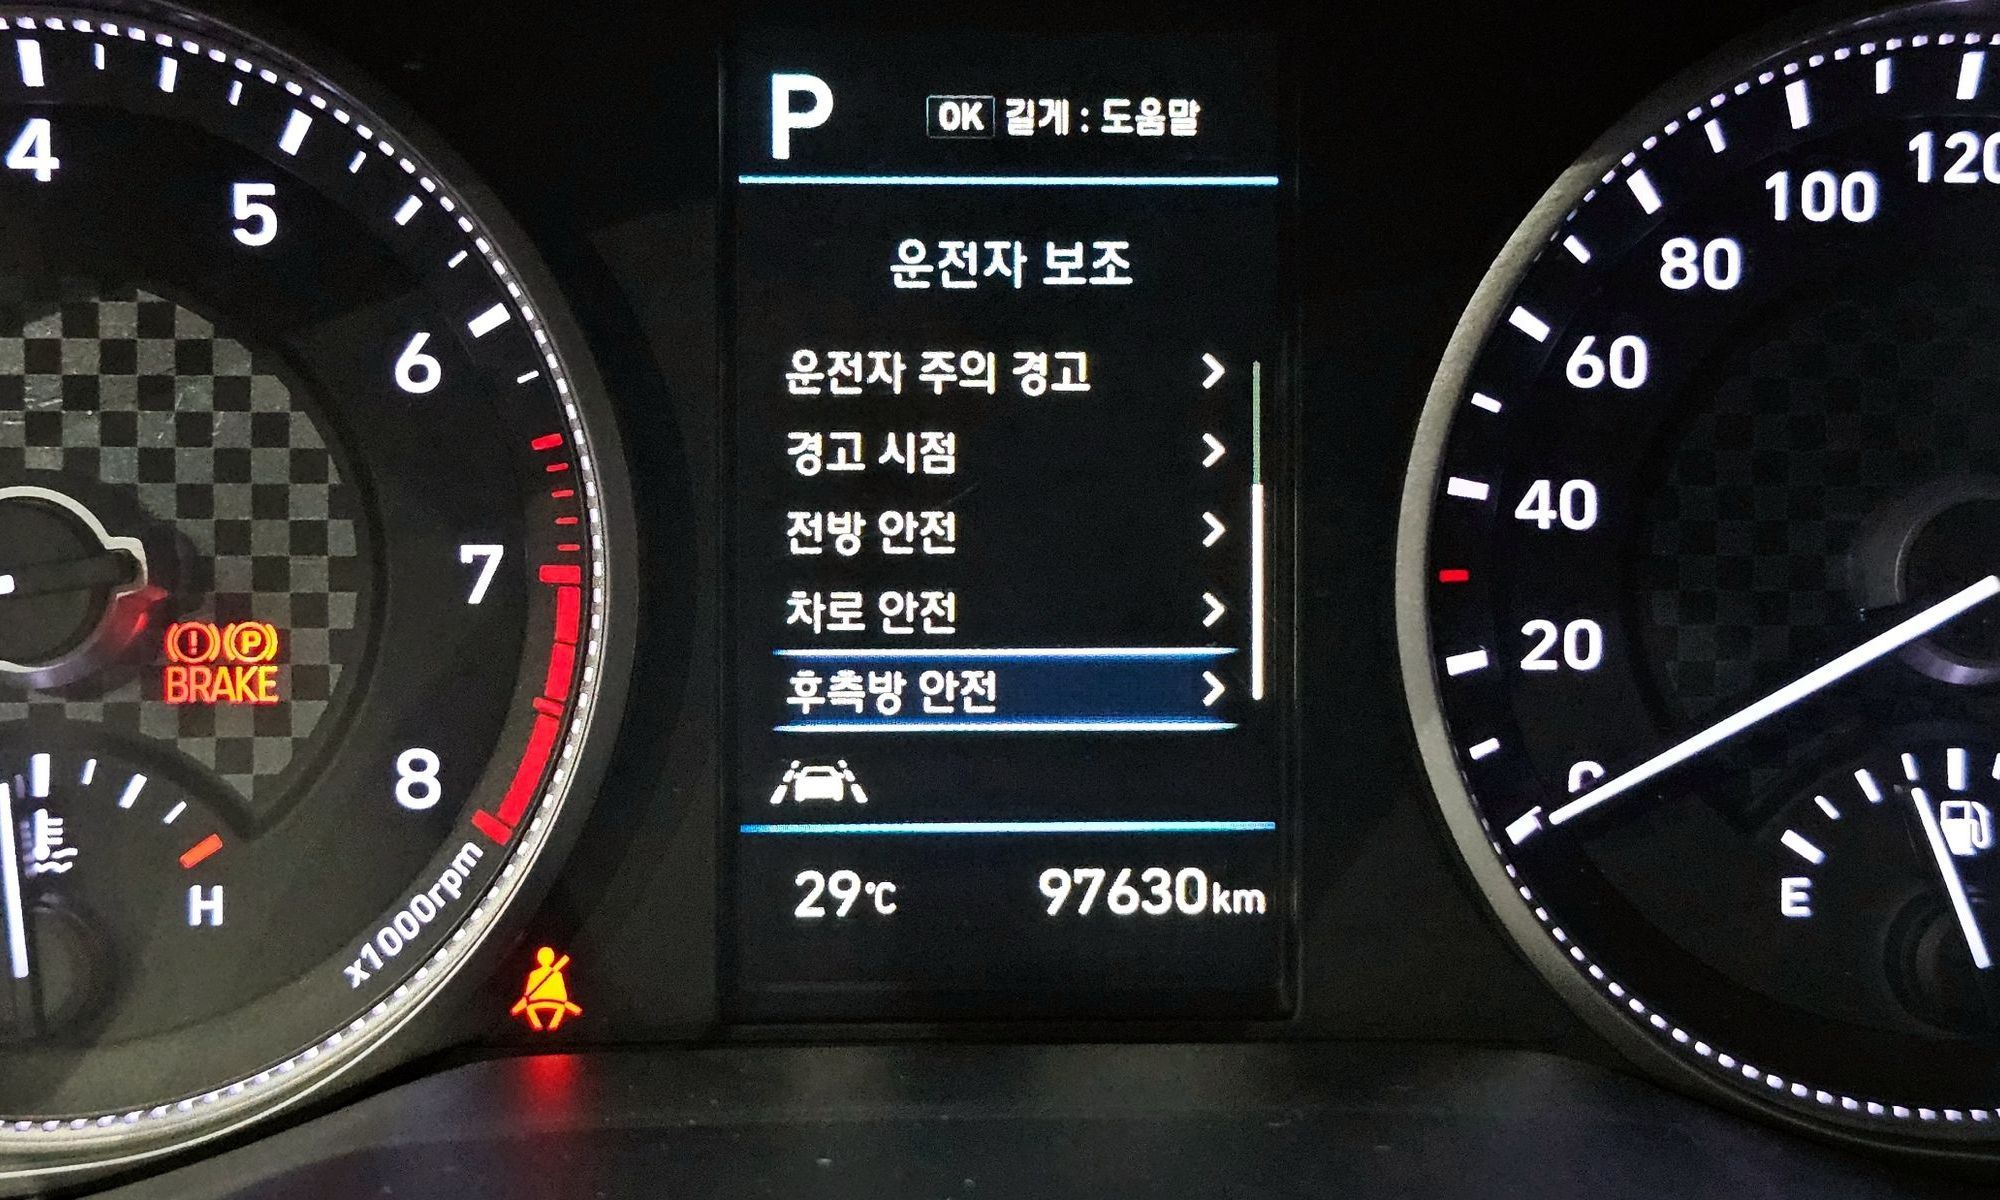 P
OK 길게 : 도움말
운전자 보조
운전자 주의 경고
경고 시점
전방 안전
차로 안전
후측방 안전
29°C
97630km
4
5
6
7
8
x1000rpm
H
(!) (P)
BRAKE
120
100
80
60
40
20
0
E